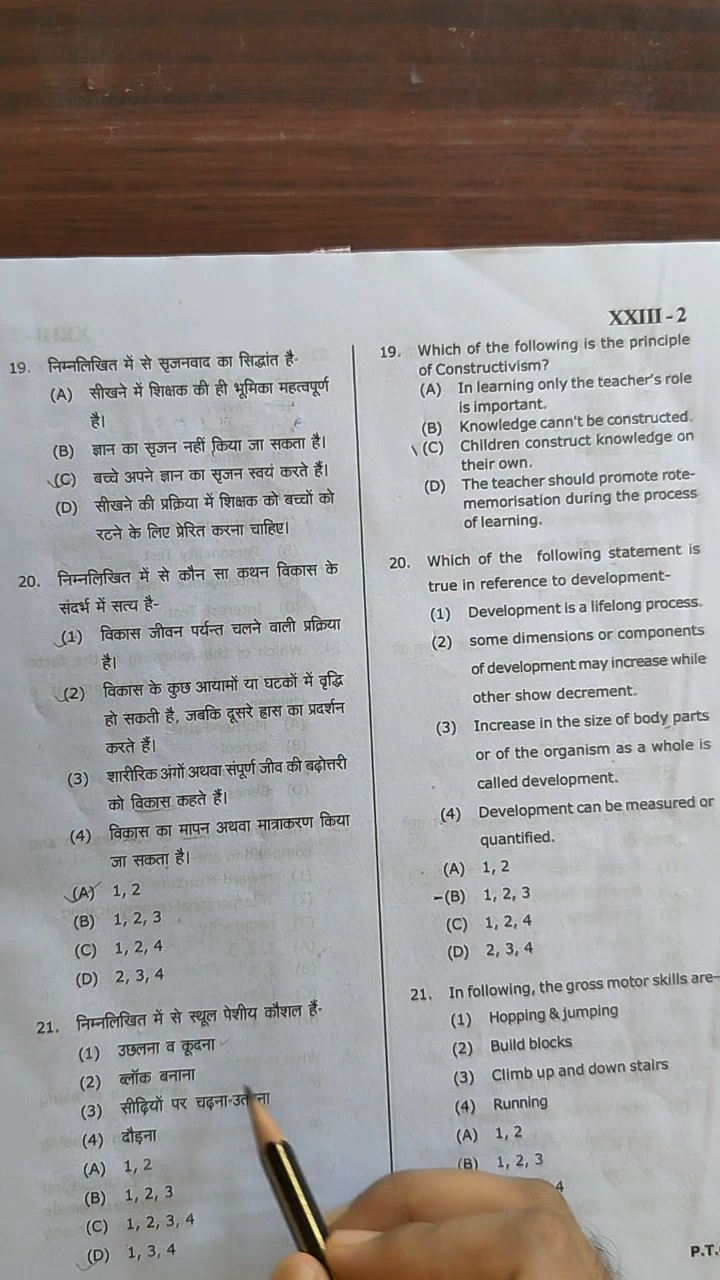 XXIII-2
19. निम्नलिखित में से सृजनवाद का सिद्धांत है-
(A) सीखने में शिक्षक की ही भूमिका महत्वपूर्ण
है।
(B) ज्ञान का सृजन नहीं किया जा सकता है।
(C) बच्चे अपने ज्ञान का सृजन स्वयं करते हैं।
(D) सीखने की प्रक्रिया में शिक्षक को बच्चों को
रटने के लिए प्रेरित करना चाहिए।
20. निम्नलिखित में से कौन सा कथन विकास के
संदर्भ में सत्य है-
(1) विकास जीवन पर्यन्त चलने वाली प्रक्रिया
है।
(2) विकास के कुछ आयामों या घटकों में वृद्धि
हो सकती है, जबकि दूसरे ह्रास का प्रदर्शन
करते हैं।
(3) शारीरिक अंगों अथवा संपूर्ण जीव की बढ़ोत्तरी
को विकास कहते हैं।
(4) विकास का मापन अथवा मात्राकरण किया
जा सकता है।
(A) 1, 2
(B) 1, 2, 3
(C) 1, 2, 4
(D) 2, 3, 4
21. निम्नलिखित में से स्थूल पेशीय कौशल हैं-
(1) उछलना व कूदना
(2) ब्लॉक बनाना
(3) सीढ़ियों पर चढ़ना-
(4) दौड़ना
(A) 1, 2
(B) 1, 2, 3
(C) 1, 2, 3, 4
(D) 1, 3, 4
19. Which of the following is the principle
of Constructivism?
(A) In learning only the teacher's role
is important.
(B) Knowledge cann't be constructed.
(C) Children construct knowledge on
their own.
(D) The teacher should promote rote-
memorisation during the process
of learning.
20. Which of the following statement is
true in reference to development-
(1) Development is a lifelong process.
(2) some dimensions or components
of development may increase while
other show decrement.
(3) Increase in the size of body parts
or of the organism as a whole is
called development.
(4) Development can be measured or
quantified.
(A) 1, 2
(B) 1, 2, 3
(C) 1, 2, 4
(D) 2, 3, 4
21. In following, the gross motor skills are-
(1) Hopping & jumping
(2) Build blocks
(3) Climb up and down stairs
(4) Running
(A) 1, 2
(B) 1, 2, 3
4
P.T.